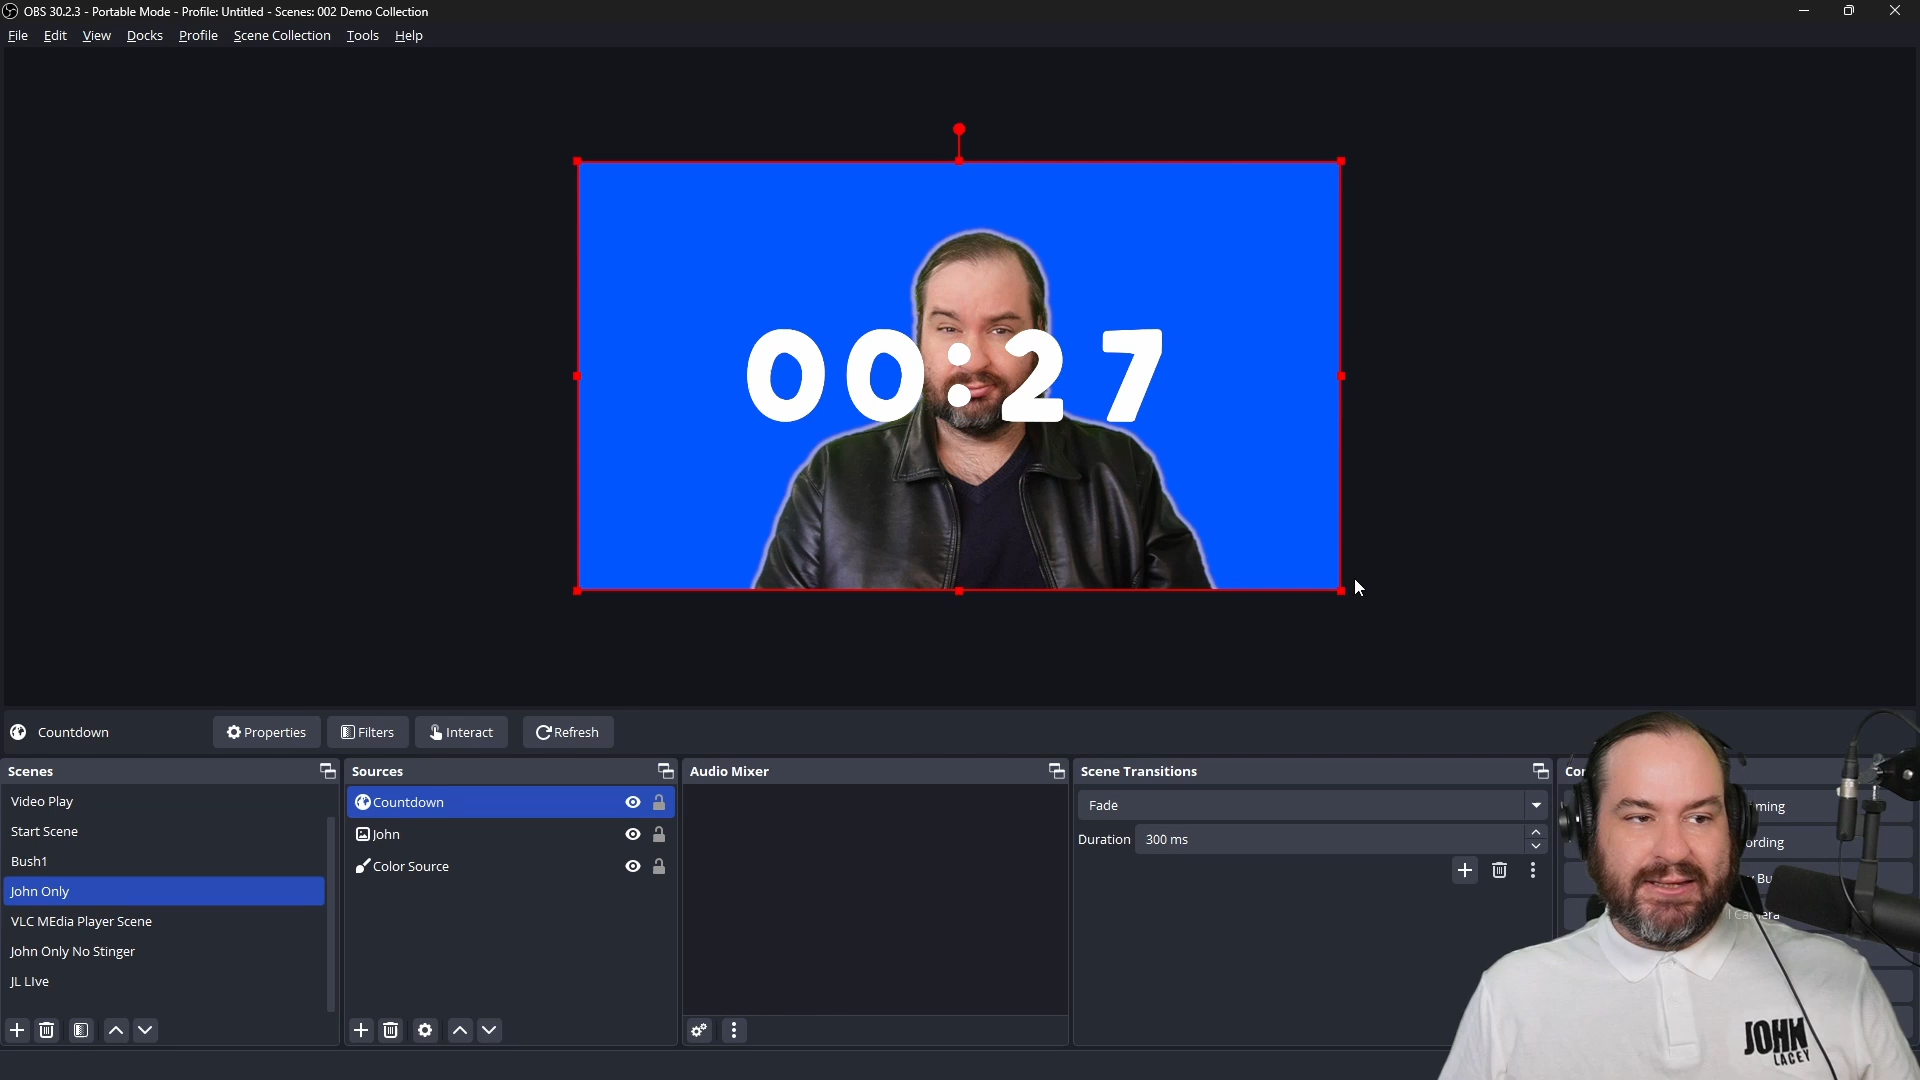 OBS 30.2.3 - Portable Mode - Profile: Untitled - Scenes: 002 Demo Collection
File Edit View Docks Profile Scene Collection Tools Help
00:27
Countdown Properties Filters Interact Refresh
Scenes
Video Play
Start Scene
Bush1
John Only
VLC MEdia Player Scene
John Only No Stinger
JL LIve
Sources
Countdown
John
Color Source
Audio Mixer
Scene Transitions
Fade
Duration 300 ms
JOHN
LACEY